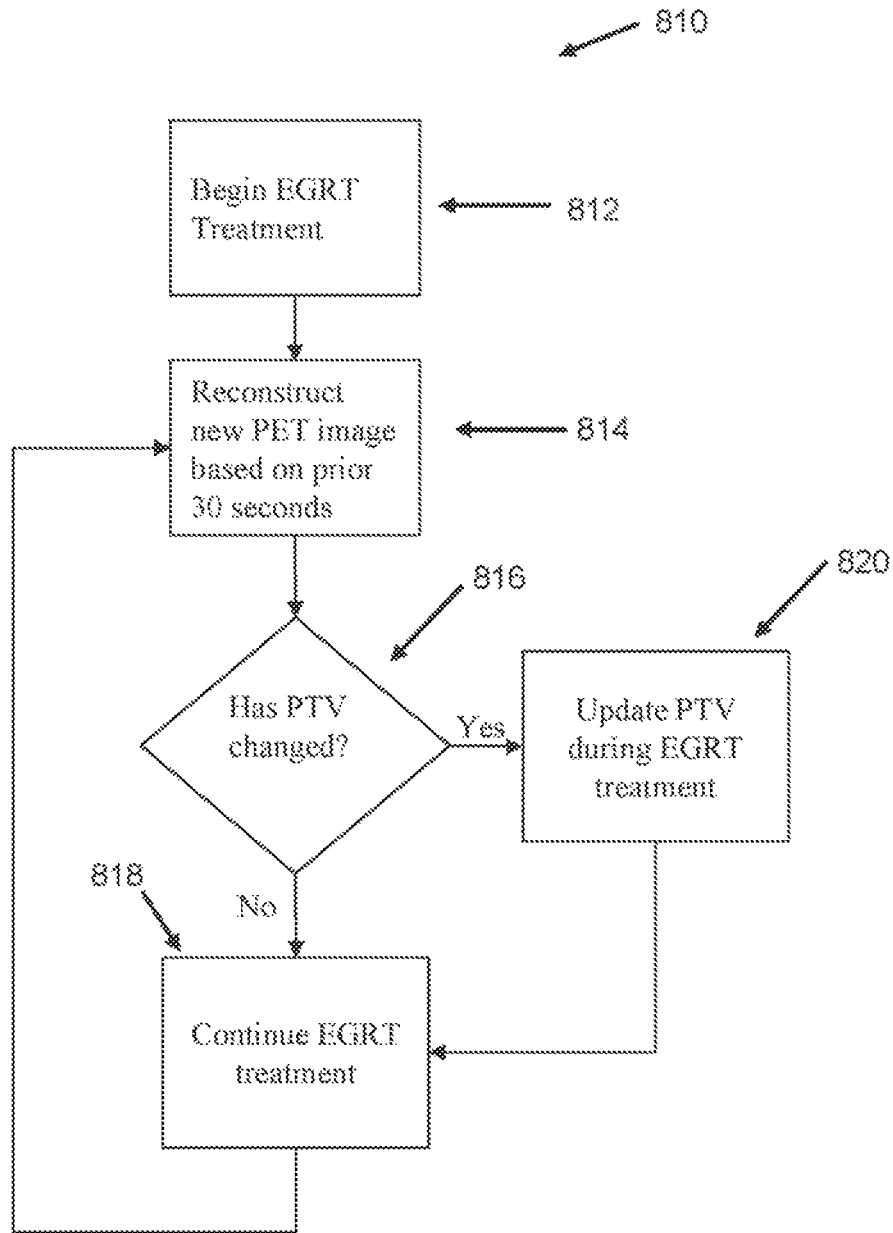 810
Begin EGRT
Treatment
812
Reconstruct
new PET image
based on prior
30 seconds
814
816
820
Has PTV
changed?
Yes
Update PTV
during EGRT
treatment
818
No
Continue EGRT
treatment